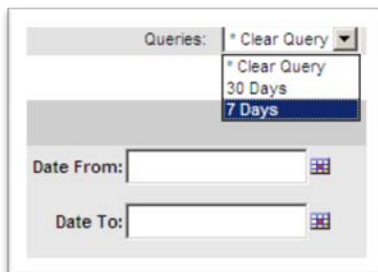 Queries: * Clear Query
* Clear Query
30 Days
7 Days
Date From:
Date To: